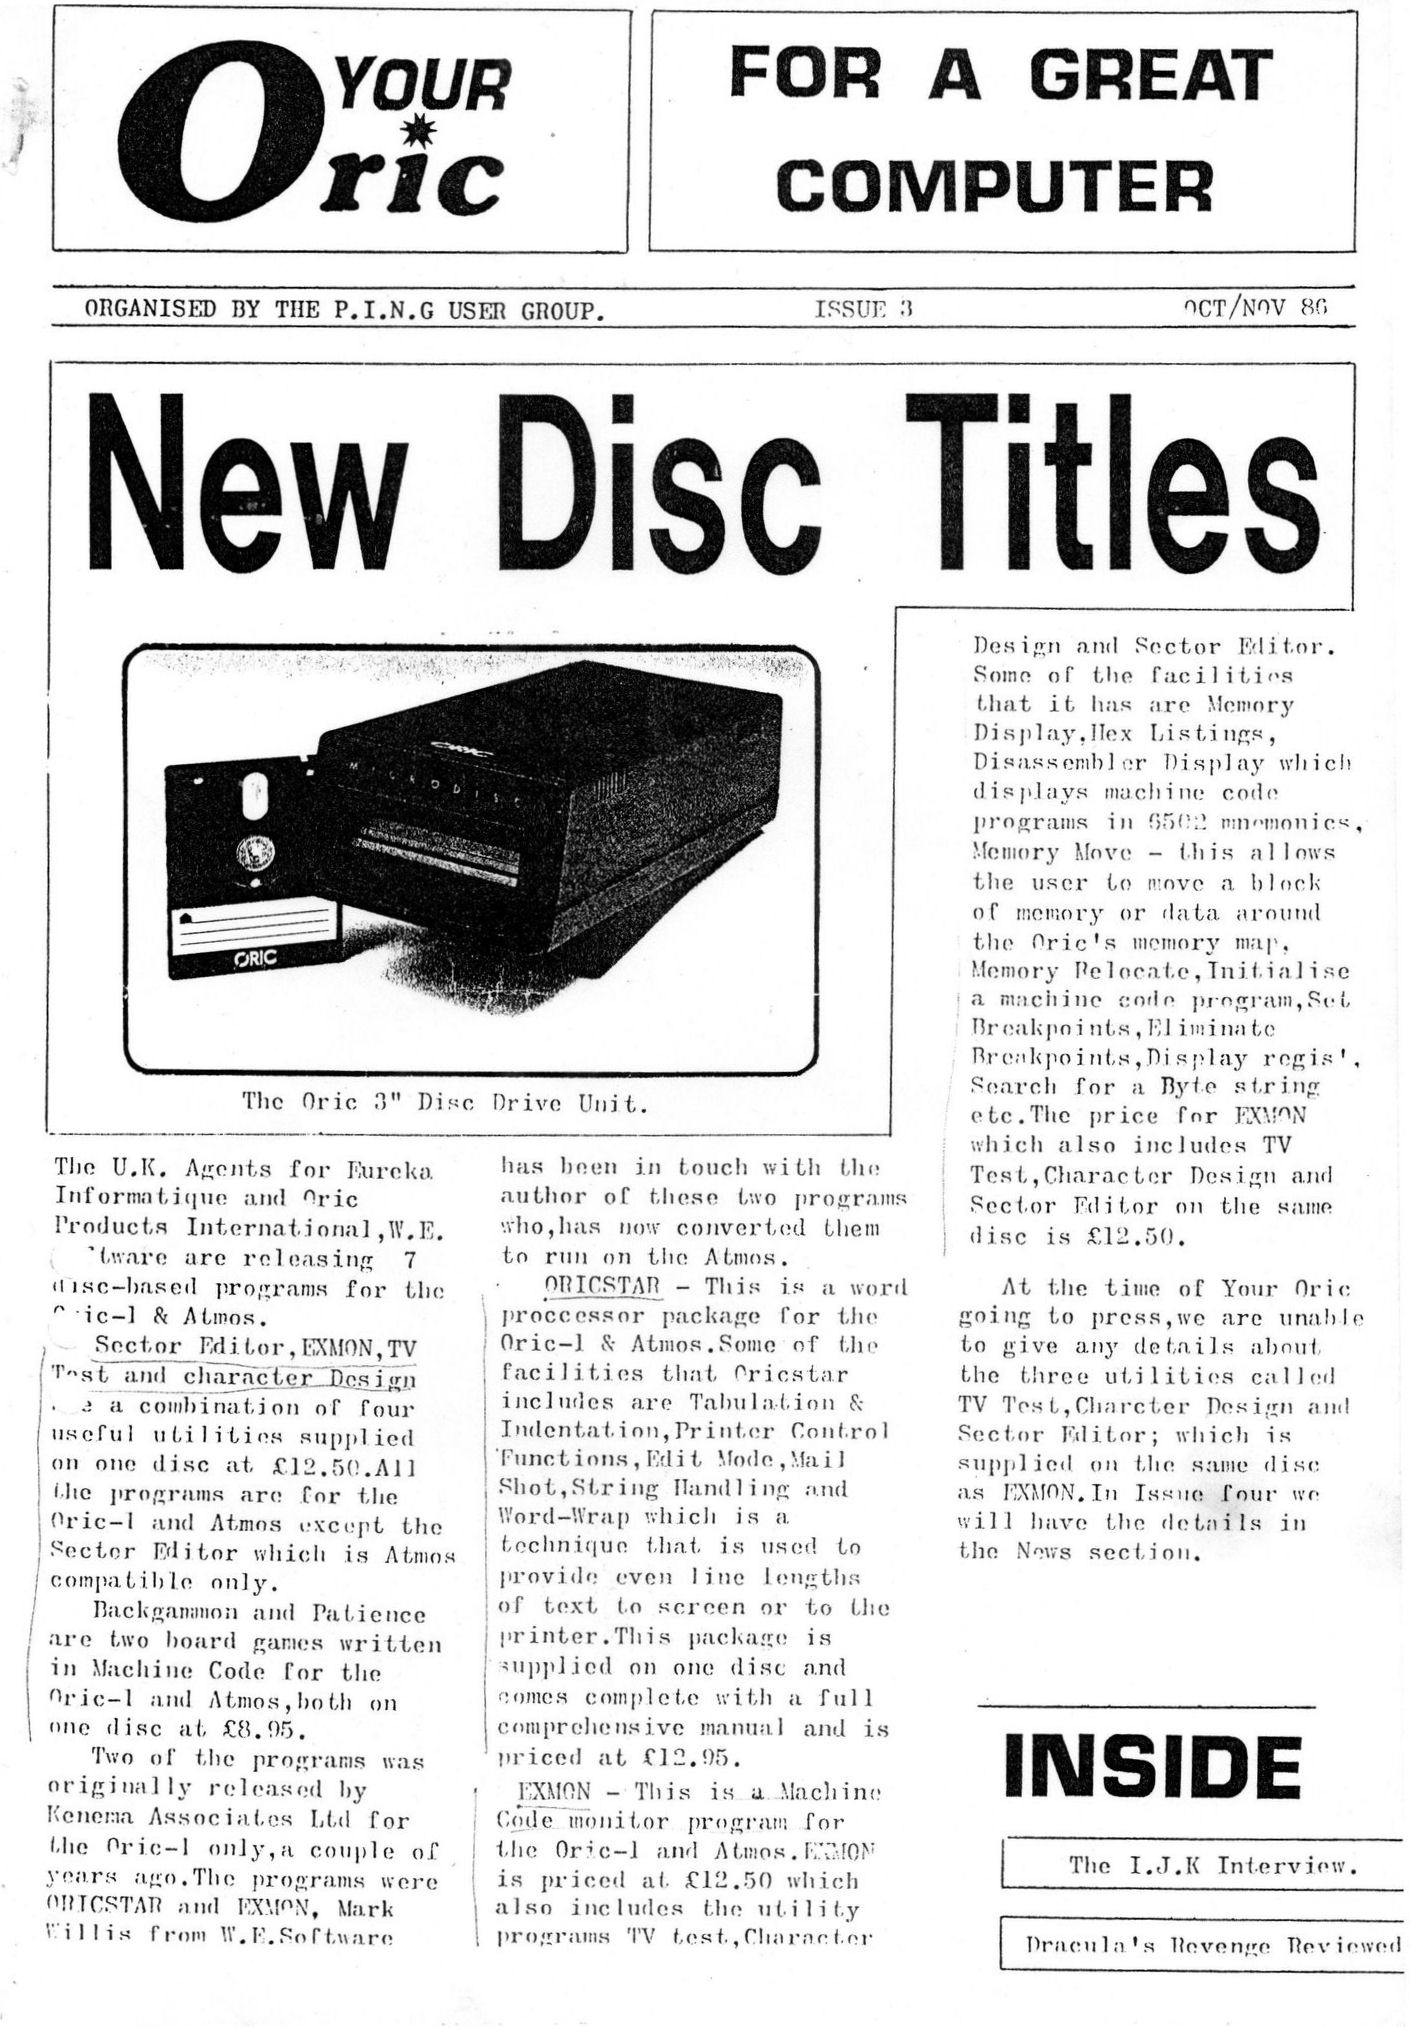 YOUR
Oric
FOR A GREAT
COMPUTER
ORGANISED BY THE P.I.N.G USER GROUP.
ISSUE 3
OCT/NOV 86
New Disc Titles
ORIC
MICRODISC
ORIC
The Oric 3" Disc Drive Unit.
The U.K. Agents for Eureka
Informatique and Oric
Products International,W.E.
tware are releasing 7
disc-based programs for the
ric-1 & Atmos.
Sector Editor,EXMON,TV
Test and character Design
a combination of four
useful utilities supplied
on one disc at £12.50.All
the programs are for the
Oric-1 and Atmos except the
Sector Editor which is Atmos
compatible only.
Backgammon and Patience
are two board games written
in Machine Code for the
Oric-1 and Atmos,both on
one disc at £8.95.
Two of the programs was
originally released by
Kenema Associates Ltd for
the Oric-1 only,a couple of
years ago.The programs were
ORICSTAR and EXMON, Mark
Willis from W.E.Software
has been in touch with the
author of these two programs
who,has now converted them
to run on the Atmos.
ORICSTAR - This is a word
proccessor package for the
Oric-1 & Atmos.Some of the
facilities that Oricstar
includes are Tabulation &
Indentation,Printer Control
Functions,Edit Mode,Mail
Shot,String Handling and
Word-Wrap which is a
technique that is used to
provide even line lengths
of text to screen or to the
printer.This package is
supplied on one disc and
comes complete with a full
comprehensive manual and is
priced at £12.95.
EXMON - This is a Machine
Code monitor program for
the Oric-1 and Atmos.EXMON
is priced at £12.50 which
also includes the utility
programs TV test,Character
Design and Sector Editor.
Some of the facilities
that it has are Memory
Display,Hex Listings,
Disassembler Display which
displays machine code
programs in 6502 mnemonics,
Memory Move - this allows
the user to move a block
of memory or data around
the Oric's memory map,
Memory Relocate,Initialise
a machine code program,Set
Breakpoints,Eliminate
Breakpoints,Display regis',
Search for a Byte string
etc.The price for EXMON
which also includes TV
Test,Character Design and
Sector Editor on the same
disc is £12.50.
At the time of Your Oric
going to press,we are unable
to give any details about
the three utilities called
TV Test,Charcter Design and
Sector Editor; which is
supplied on the same disc
as EXMON.In Issue four we
will have the details in
the News section.
INSIDE
The I.J.K Interview.
Dracula's Revenge Reviewed